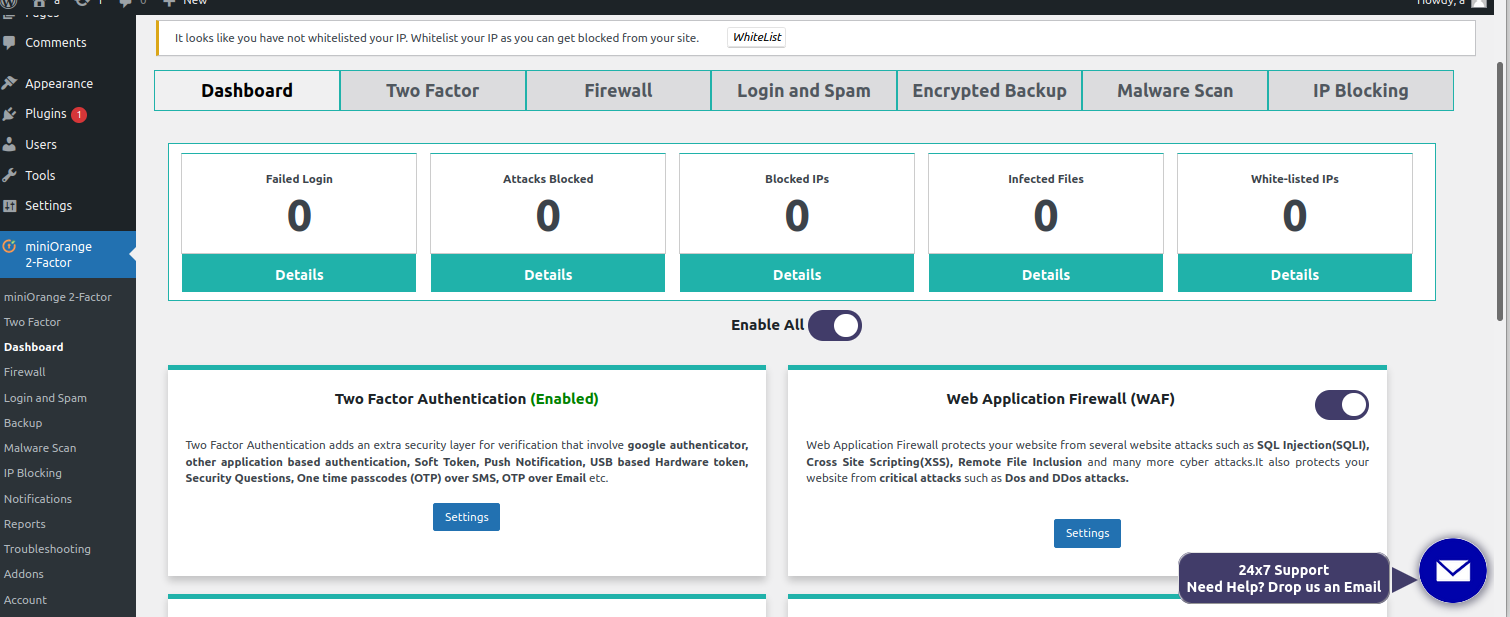 a
1
0
New
Howdy, a
Pages
Comments
Appearance
Plugins 1
Users
Tools
Settings
miniOrange
2-Factor
miniOrange 2-Factor
Two Factor
Dashboard
Firewall
Login and Spam
Backup
Malware Scan
IP Blocking
Notifications
Reports
Troubleshooting
Addons
Account
It looks like you have not whitelisted your IP. Whitelist your IP as you can get blocked from your site.
WhiteList
Dashboard
Two Factor
Firewall
Login and Spam
Encrypted Backup
Malware Scan
IP Blocking
Failed Login
0
Details
Attacks Blocked
0
Details
Blocked IPs
0
Details
Infected Files
0
Details
White-listed IPs
0
Details
Enable All
Two Factor Authentication (Enabled)
Two Factor Authentication adds an extra security layer for verification that involve google authenticator,
other application based authentication, Soft Token, Push Notification, USB based Hardware token,
Security Questions, One time passcodes (OTP) over SMS, OTP over Email etc.
Settings
Web Application Firewall (WAF)
Web Application Firewall protects your website from several website attacks such as SQL Injection(SQLI),
Cross Site Scripting(XSS), Remote File Inclusion and many more cyber attacks.It also protects your
website from critical attacks such as Dos and DDos attacks.
Settings
24x7 Support
Need Help? Drop us an Email